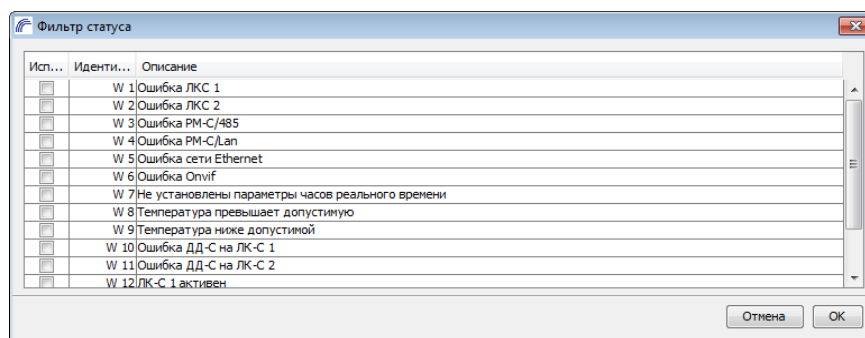 Фильтр статуса
Исп... Иденти... Описание
W 1 Ошибка ЛКС 1
W 2 Ошибка ЛКС 2
W 3 Ошибка РМ-С/485
W 4 Ошибка РМ-С/Lan
W 5 Ошибка сети Ethernet
W 6 Ошибка Onvif
W 7 Не установлены параметры часов реального времени
W 8 Температура превышает допустимую
W 9 Температура ниже допустимой
W 10 Ошибка ДД-С на ЛК-С 1
W 11 Ошибка ДД-С на ЛК-С 2
W 12 ЛК-С 1 активен
Отмена OK